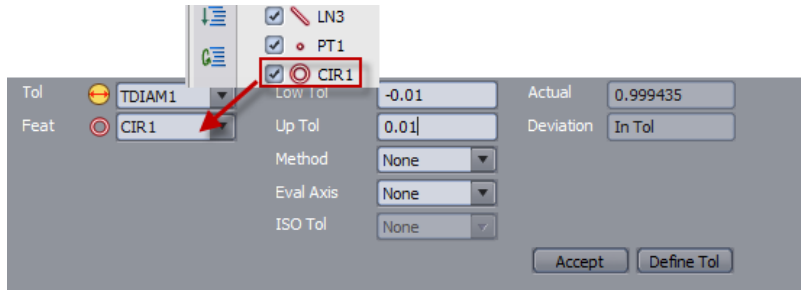 LN3
PT1
CIR1
Tol TDIAM1 Low Tol -0.01 Actual 0.999435
Feat CIR1 Up Tol 0.01 Deviation In Tol
Method None
Eval Axis None
ISO Tol None
Accept Define Tol